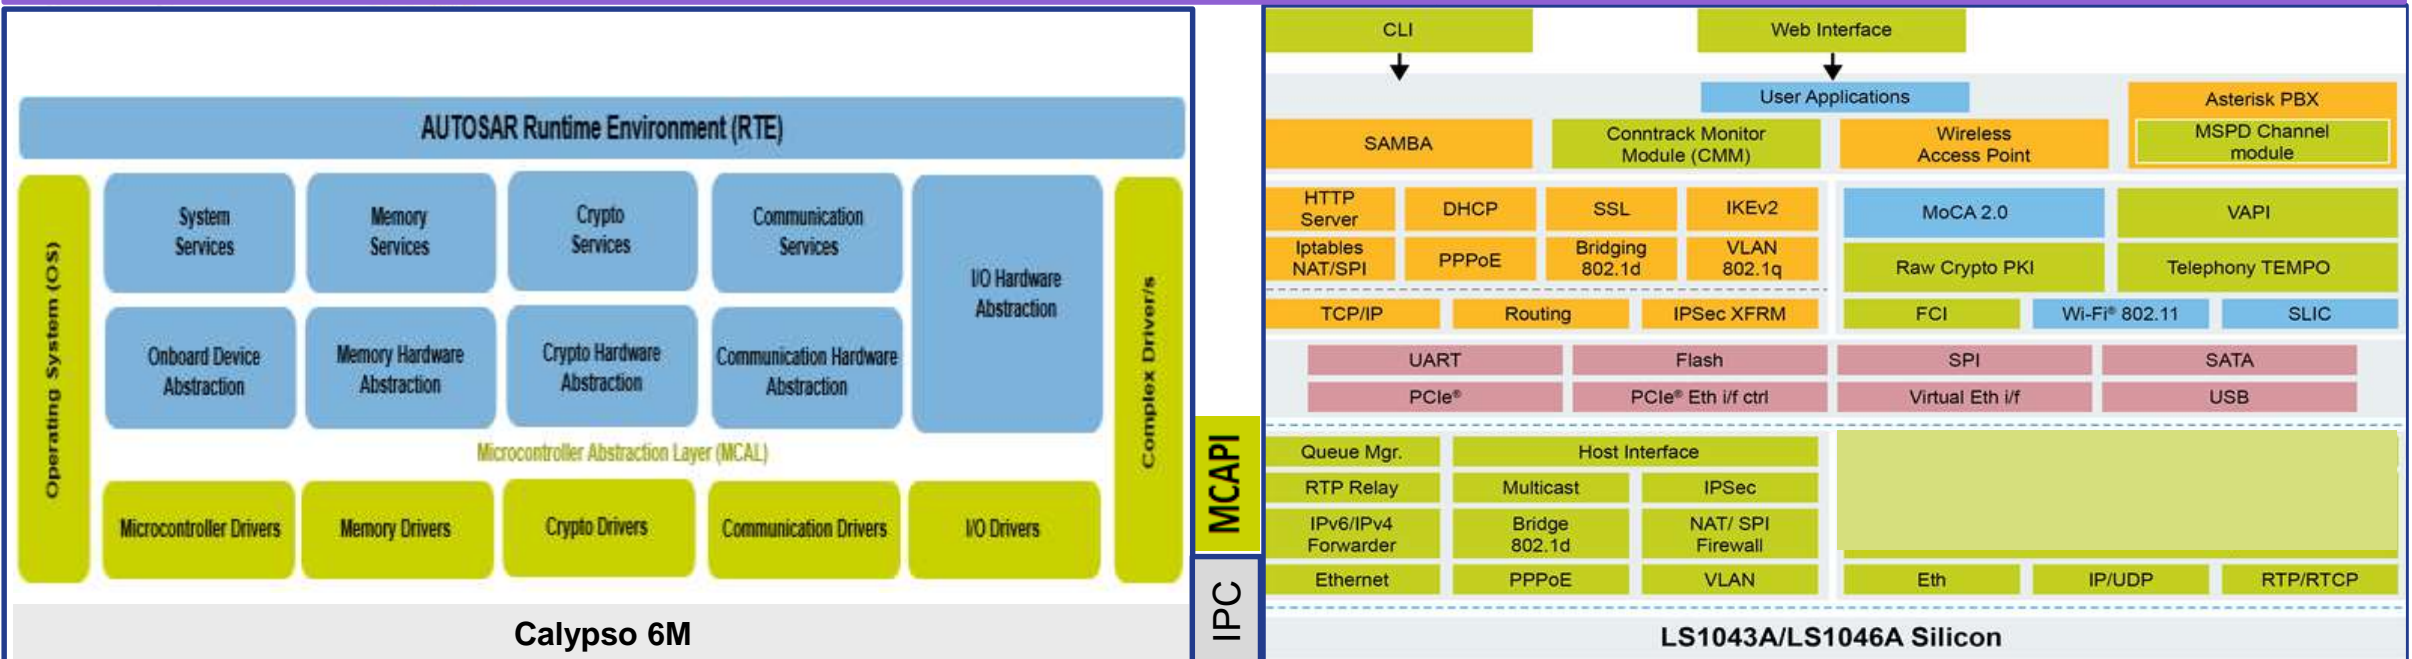 AUTOSAR Runtime Environment (RTE)
Operating System (OS)
System
Services
Memory
Services
Crypto
Services
Communication
Services
I/O Hardware
Abstraction
Onboard Device
Abstraction
Memory Hardware
Abstraction
Crypto Hardware
Abstraction
Communication Hardware
Abstraction
Complex Driver/s
Microcontroller Abstraction Layer (MCAL)
Microcontroller Drivers
Memory Drivers
Crypto Drivers
Communication Drivers
I/O Drivers
Calypso 6M
MCAPI
IPC
CLI
Web Interface
User Applications
Asterisk PBX
SAMBA
Conntrack Monitor
Module (CMM)
Wireless
Access Point
MSPD Channel
module
HTTP
Server
DHCP
SSL
IKEv2
Iptables
NAT/SPI
PPPoE
Bridging
802.1d
VLAN
802.1q
MoCA 2.0
VAPI
Raw Crypto PKI
Telephony TEMPO
TCP/IP
Routing
IPSec XFRM
FCI
Wi-Fi® 802.11
SLIC
UART
Flash
SPI
SATA
PCIe®
PCIe® Eth i/f ctrl
Virtual Eth i/f
USB
Queue Mgr.
Host Interface
RTP Relay
Multicast
IPSec
IPv6/IPv4
Forwarder
Bridge
802.1d
NAT/ SPI
Firewall
Ethernet
PPPoE
VLAN
Eth
IP/UDP
RTP/RTCP
LS1043A/LS1046A Silicon